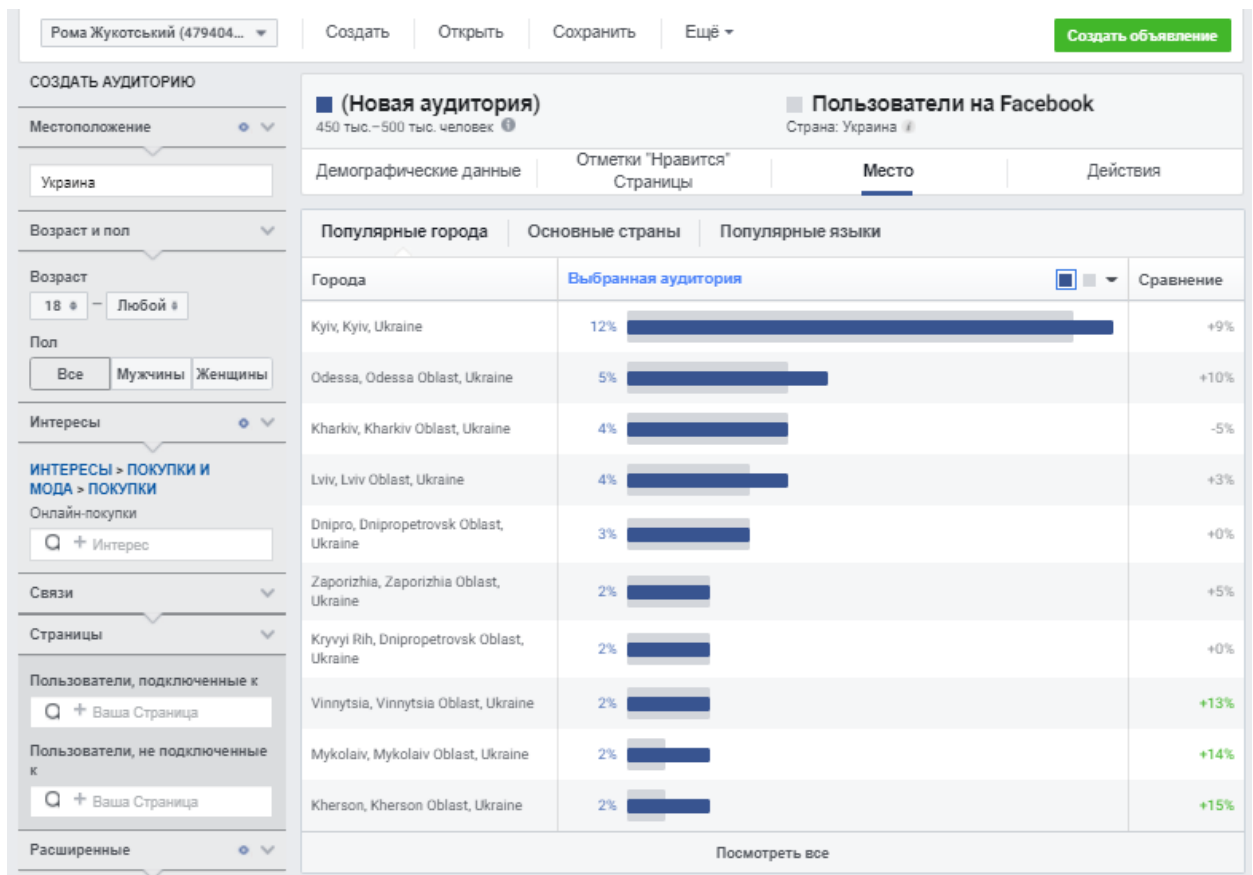 Рома Жукотський (479404...
Создать
Открыть
Сохранить
Ещё
Создать объявление
СОЗДАТЬ АУДИТОРИЮ
Местоположение
Украина
Возраст и пол
Возраст
18 – Любой
Пол
Все Мужчины Женщины
Интересы
ИНТЕРЕСЫ > ПОКУПКИ И
МОДА > ПОКУПКИ
Онлайн-покупки
+ Интерес
Связи
Страницы
Пользователи, подключенные к
+ Ваша Страница
Пользователи, не подключенные
к
+ Ваша Страница
Расширенные
(Новая аудитория)
450 тыс.–500 тыс. человек
Пользователи на Facebook
Страна: Украина
Демографические данные
Отметки "Нравится"
Страницы
Место
Действия
Популярные города
Основные страны
Популярные языки
Города
Выбранная аудитория
Сравнение
Kyiv, Kyiv, Ukraine 12% +9%
Odessa, Odessa Oblast, Ukraine 5% +10%
Kharkiv, Kharkiv Oblast, Ukraine 4% -5%
Lviv, Lviv Oblast, Ukraine 4% +3%
Dnipro, Dnipropetrovsk Oblast,
Ukraine 3% +0%
Zaporizhia, Zaporizhia Oblast,
Ukraine 2% +5%
Kryvyi Rih, Dnipropetrovsk Oblast,
Ukraine 2% +0%
Vinnytsia, Vinnytsia Oblast, Ukraine 2% +13%
Mykolaiv, Mykolaiv Oblast, Ukraine 2% +14%
Kherson, Kherson Oblast, Ukraine 2% +15%
Посмотреть все